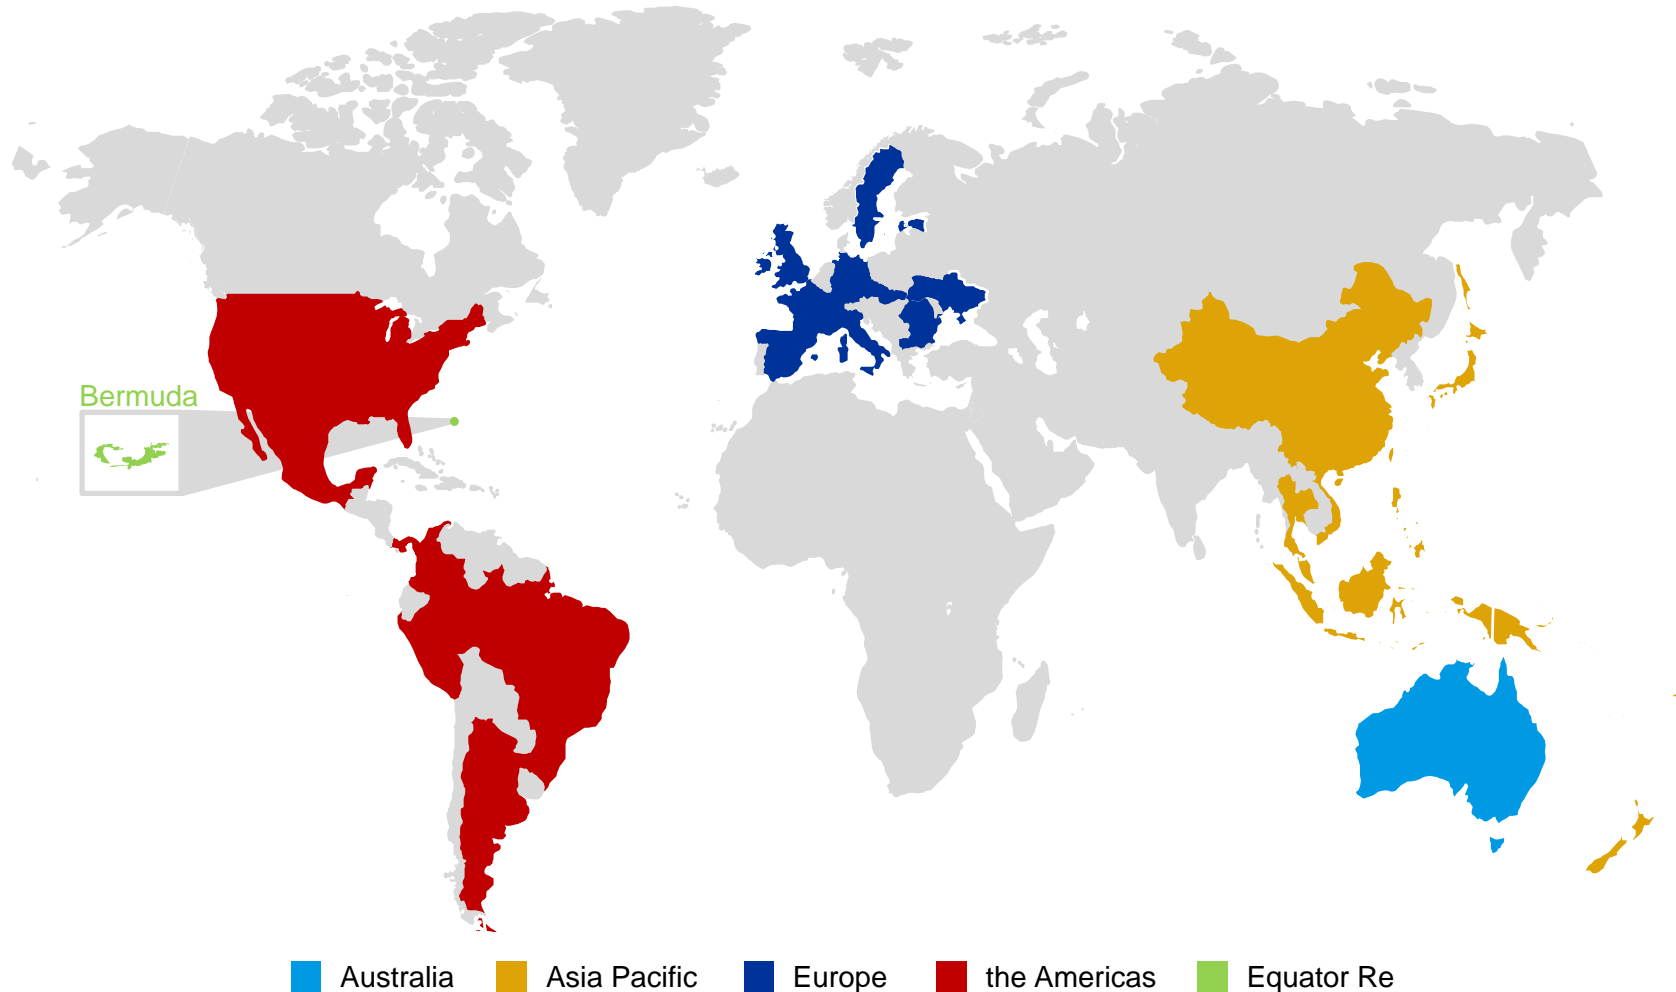 Bermuda
Australia
Asia Pacific
Europe
the Americas
Equator Re